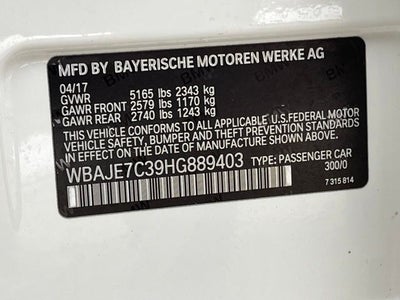 MFD BY BAYERISCHE MOTOREN WERKE AG
04/17
GVWR 5165 lbs 2343 kg
GAWR FRONT 2579 lbs 1170 kg
GAWR REAR 2740 lbs 1243 kg
THIS VEHICLE CONFORMS TO ALL APPLICABLE U.S.FEDERAL MOTOR
VEHICLE SAFETY, BUMPER, AND THEFT PREVENTION STANDARDS
IN EFFECT ON THE DATE OF MANUFACTURE SHOWN ABOVE.
WBAJE7C39HG889403 TYPE: PASSENGER CAR
300/0
7 315 814